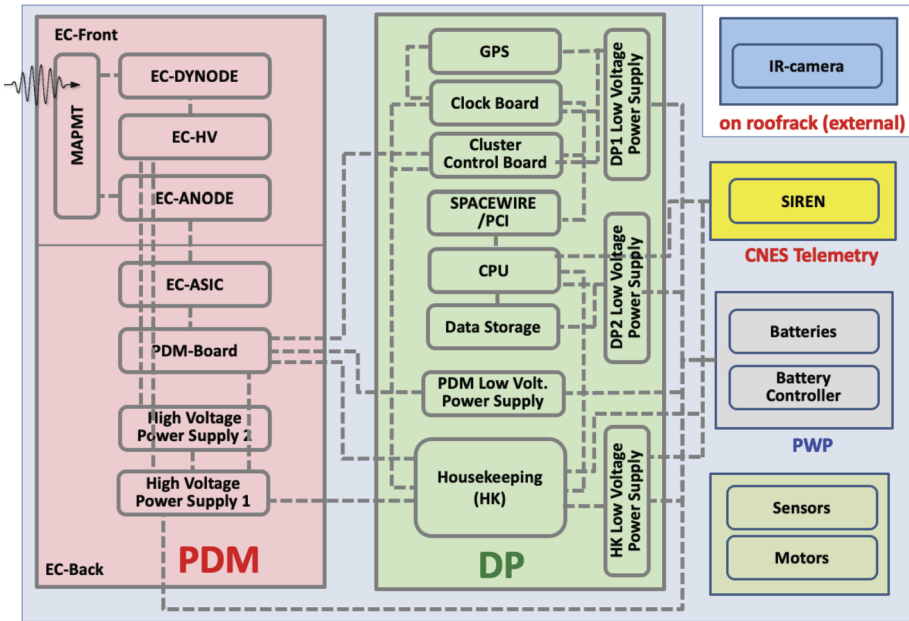 EC-Front
MAPMT
EC-DYNODE
EC-HV
EC-ANODE
EC-ASIC
PDM-Board
High Voltage
Power Supply 2
High Voltage
Power Supply 1
EC-Back
PDM
GPS
Clock Board
Cluster
Control Board
SPACEWIRE
/PCI
CPU
Data Storage
PDM Low Volt.
Power Supply
Housekeeping
(HK)
DP
DP1 Low Voltage
Power Supply
DP2 Low Voltage
Power Supply
HK Low Voltage
Power Supply
IR-camera
on roofrack (external)
SIREN
CNES Telemetry
Batteries
Battery
Controller
PWP
Sensors
Motors